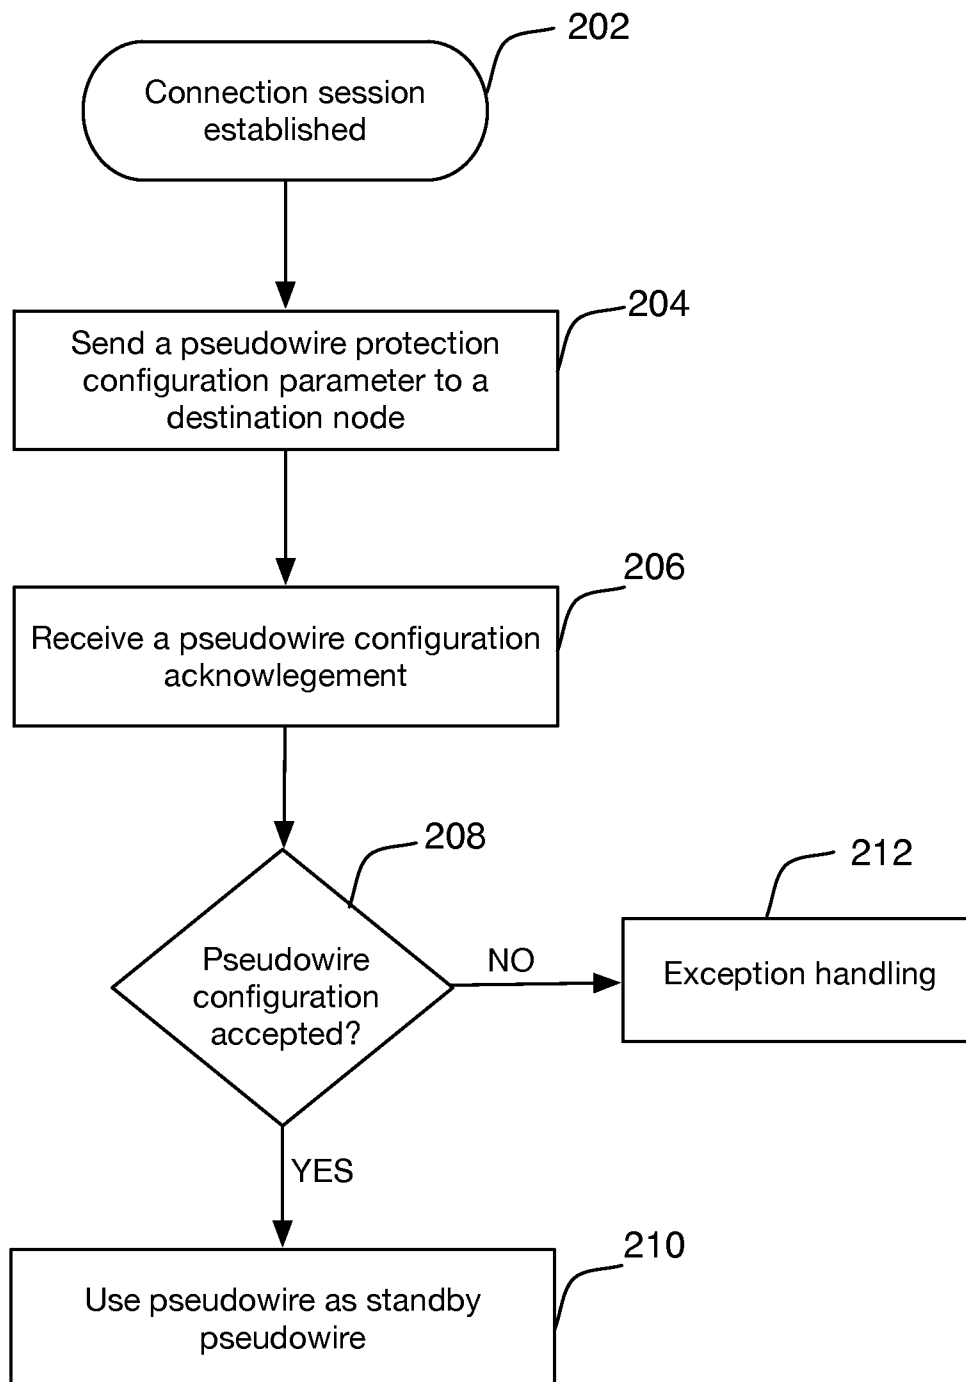 202
Connection session
established
204
Send a pseudowire protection
configuration parameter to a
destination node
206
Receive a pseudowire configuration
acknowlegement
208
Pseudowire
configuration
accepted?
NO
212
Exception handling
YES
210
Use pseudowire as standby
pseudowire